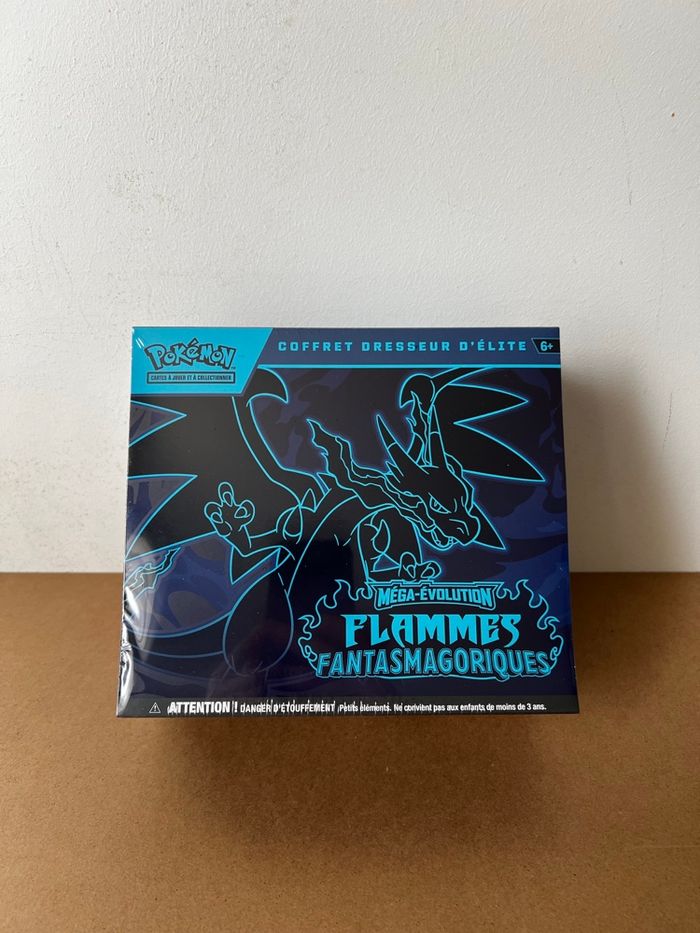 POKéMON
CARTES À JOUER ET À COLLECTIONNER
COFFRET DRESSEUR D'ÉLITE 6+
MÉGA-ÉVOLUTION
FLAMMES
FANTASMAGORIQUES
ATTENTION ! DANGER D'ÉTOUFFEMENT Petits éléments. Ne convient pas aux enfants de moins de 3 ans.